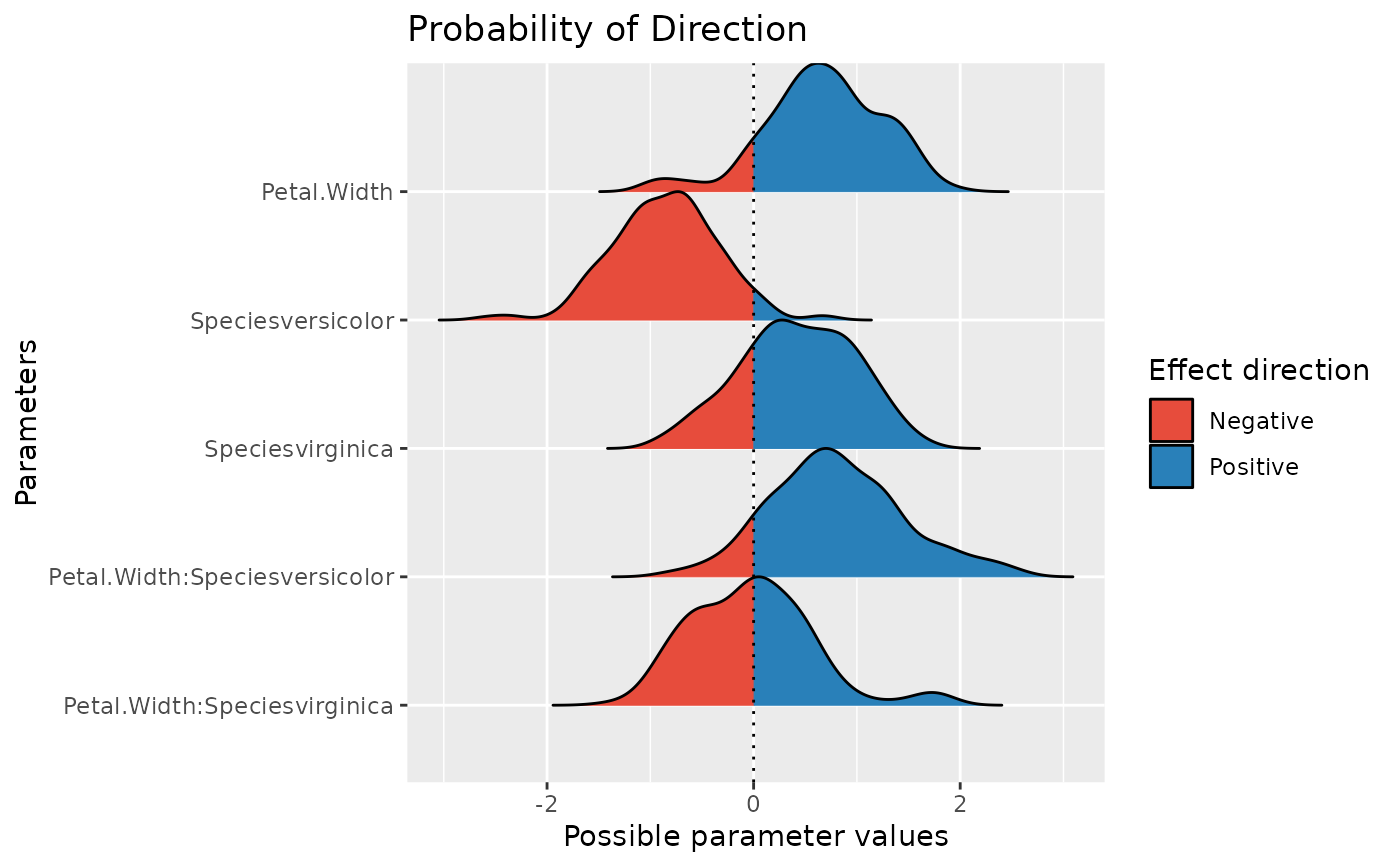 Probability of Direction
Parameters
Petal.Width
Speciesversicolor
Speciesvirginica
Petal.Width:Speciesversicolor
Petal.Width:Speciesvirginica
-2 0 2
Possible parameter values
Effect direction
Negative
Positive